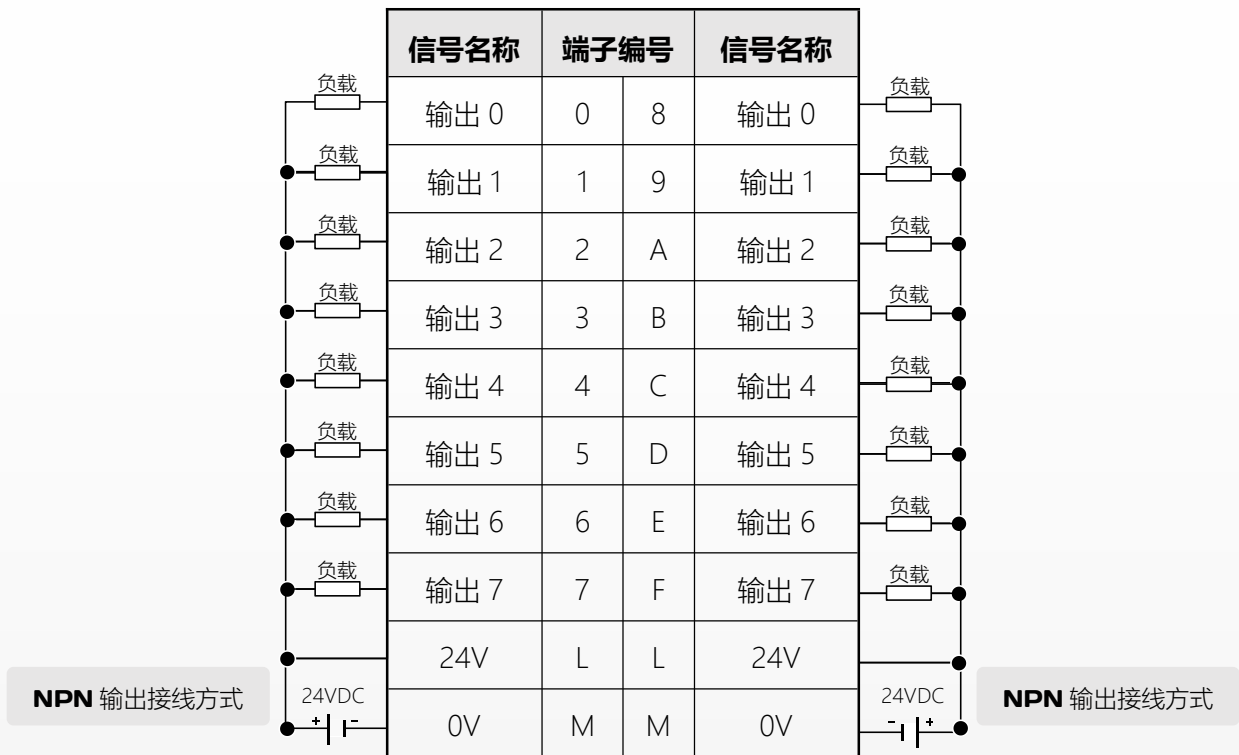 信号名称 端子编号 信号名称
负载 输出 0 0 8 输出 0 负载
负载 输出 1 1 9 输出 1 负载
负载 输出 2 2 A 输出 2 负载
负载 输出 3 3 B 输出 3 负载
负载 输出 4 4 C 输出 4 负载
负载 输出 5 5 D 输出 5 负载
负载 输出 6 6 E 输出 6 负载
负载 输出 7 7 F 输出 7 负载
24V L L 24V
NPN 输出接线方式 24VDC + - 0V M M 0V 24VDC - + NPN 输出接线方式